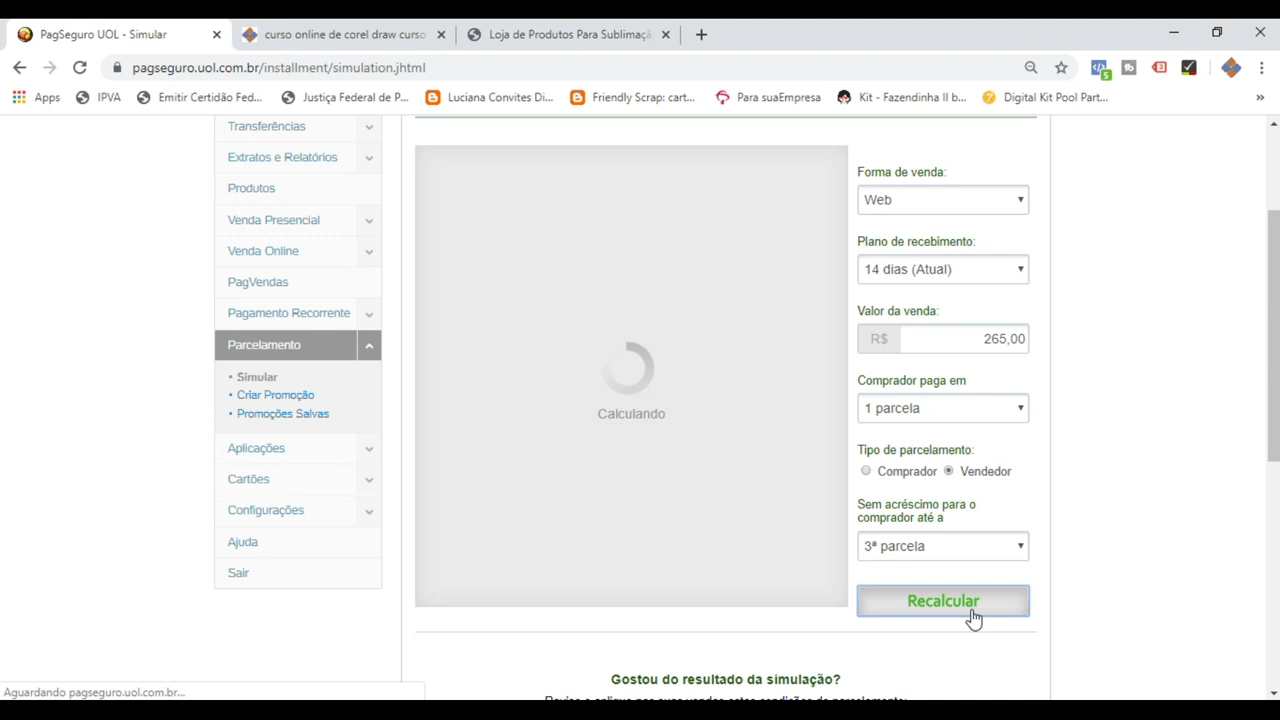 PagSeguro UOL - Simular
curso online de corel draw curso
Loja de Produtos Para Sublimaçã
pagseguro.uol.com.br/installment/simulation.jhtml
5
Apps
IPVA
Emitir Certidão Fed...
Justiça Federal de P...
Luciana Convites Di...
Friendly Scrap: cart...
Para suaEmpresa
Kit - Fazendinha II b...
Digital Kit Pool Part...
»
Transferências
Extratos e Relatórios
Produtos
Venda Presencial
Venda Online
PagVendas
Pagamento Recorrente
Parcelamento
• Simular
• Criar Promoção
• Promoções Salvas
Aplicações
Cartões
Configurações
Ajuda
Sair
Calculando
Forma de venda:
Web
Plano de recebimento:
14 dias (Atual)
Valor da venda:
R$ 265,00
Comprador paga em
1 parcela
Tipo de parcelamento:
Comprador Vendedor
Sem acréscimo para o
comprador até a
3ª parcela
Recalcular
Gostou do resultado da simulação?
Aguardando pagseguro.uol.com.br...